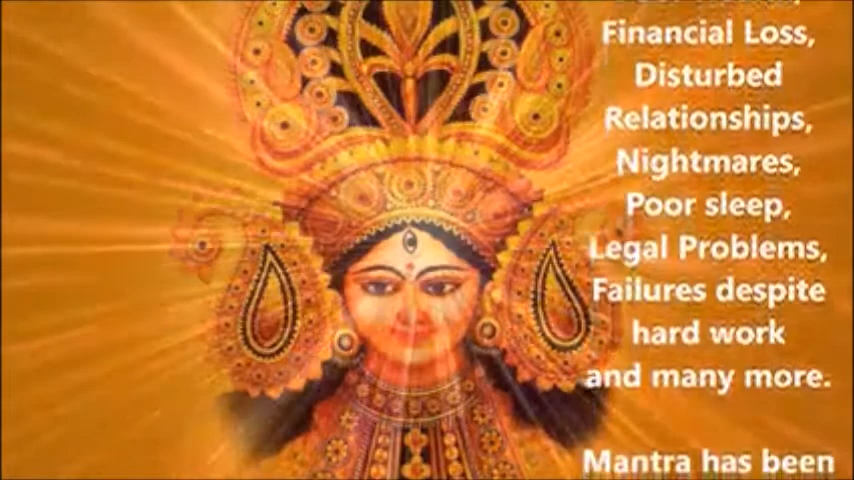 Financial Loss,
Disturbed
Relationships,
Nightmares,
Poor sleep,
Legal Problems,
Failures despite
hard work
and many more.
Mantra has been